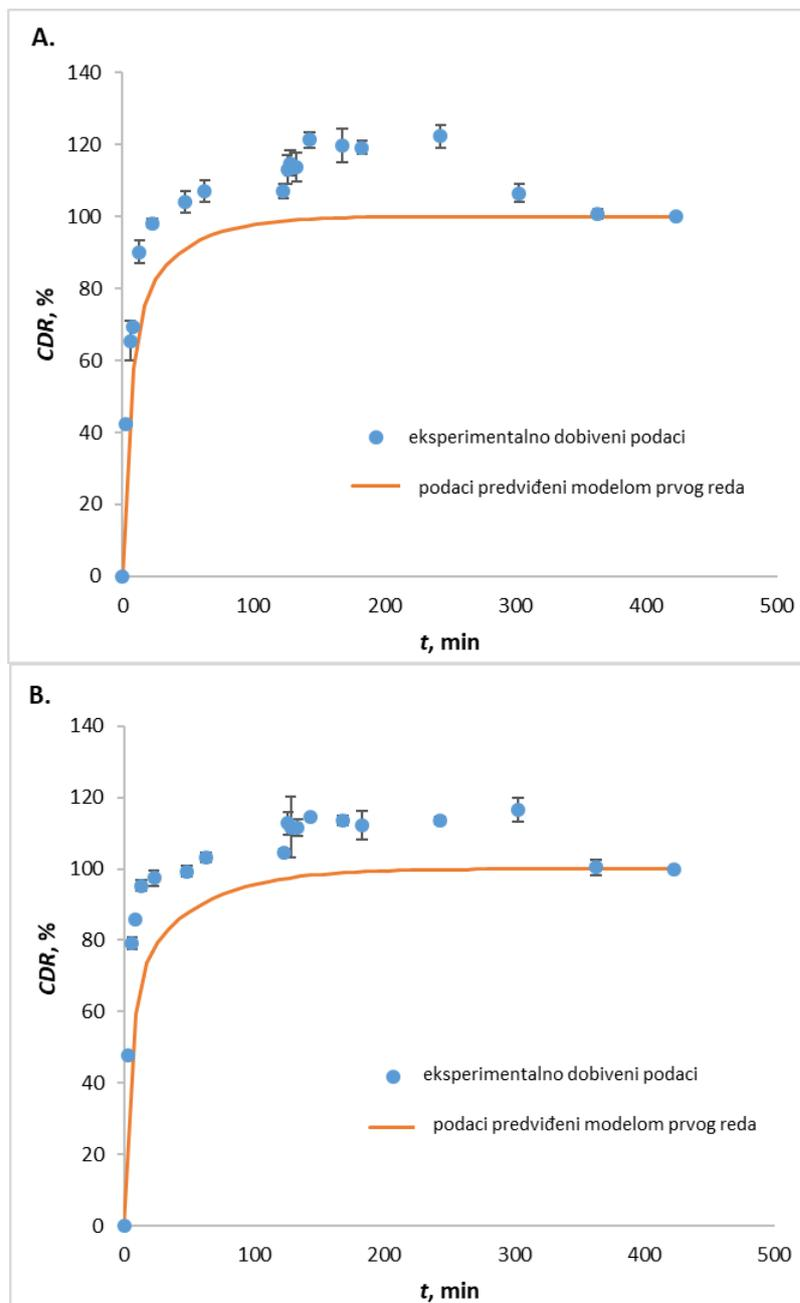 A.
140
120
100
80
60
40
20
0
CDR, %
eksperimentalno dobiveni podaci
podaci predviđeni modelom prvog reda
0 100 200 300 400 500
t, min
B.
140
120
100
80
60
40
20
0
CDR, %
eksperimentalno dobiveni podaci
podaci predviđeni modelom prvog reda
0 100 200 300 400 500
t, min